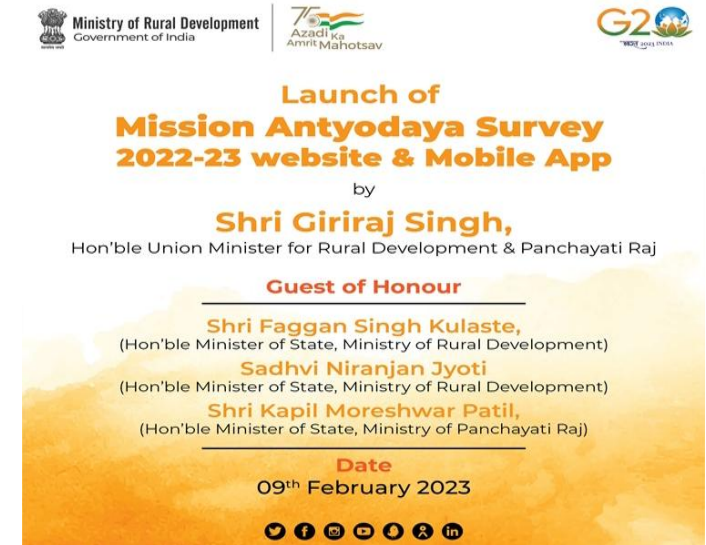 Ministry of Rural Development
Government of India
75
Azadi Ka
Amrit Mahotsav
G20
भारत 2023 INDIA
Launch of
Mission Antyodaya Survey
2022-23 website & Mobile App
by
Shri Giriraj Singh,
Hon'ble Union Minister for Rural Development & Panchayati Raj
Guest of Honour
Shri Faggan Singh Kulaste,
(Hon'ble Minister of State, Ministry of Rural Development)
Sadhvi Niranjan Jyoti
(Hon'ble Minister of State, Ministry of Rural Development)
Shri Kapil Moreshwar Patil,
(Hon'ble Minister of State, Ministry of Panchayati Raj)
Date
09th February 2023